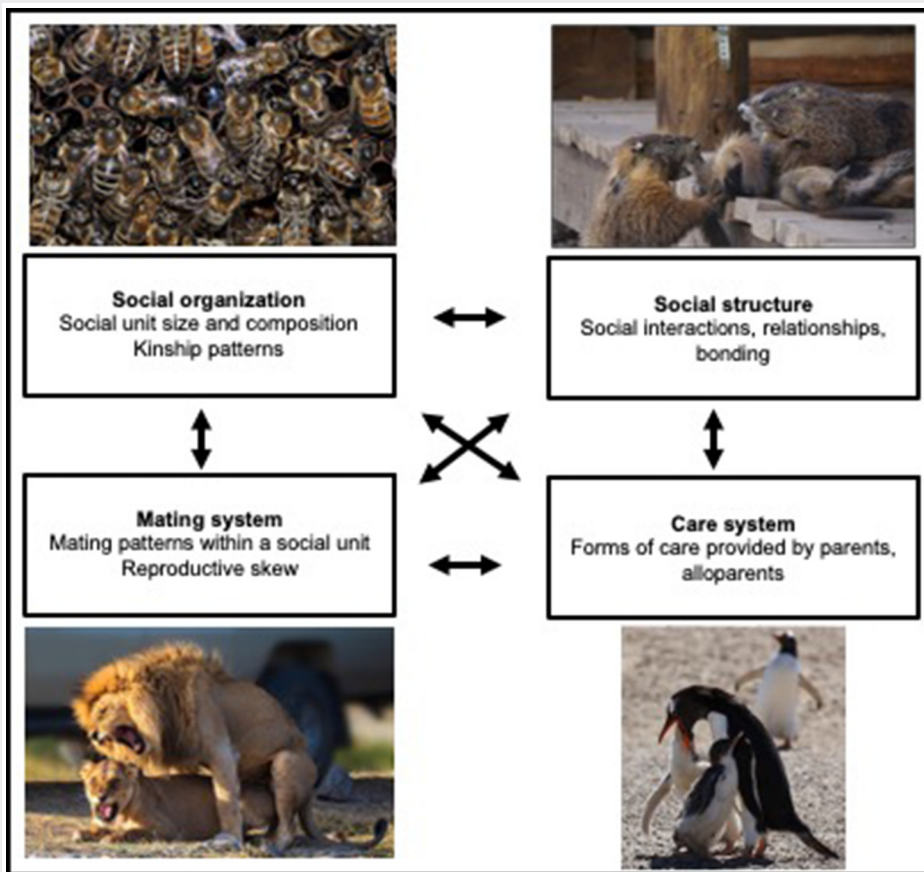 Social organization
Social unit size and composition
Kinship patterns
Social structure
Social interactions, relationships,
bonding
Mating system
Mating patterns within a social unit
Reproductive skew
Care system
Forms of care provided by parents,
alloparents